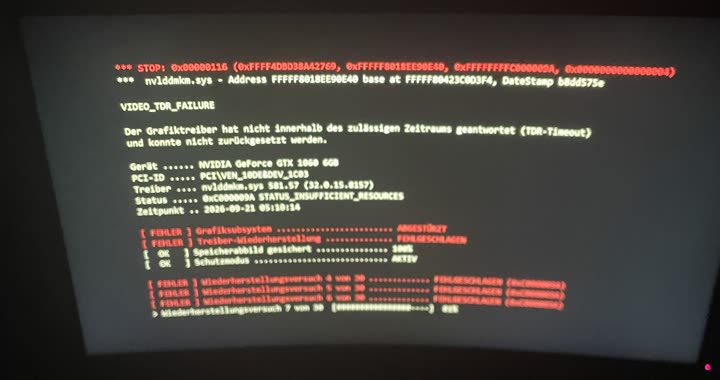 *** STOP: 0x00000116 (0xFFFF4D8D38A42769, 0xFFFFF8018EE90E40, 0xFFFFFFFFC000009A, 0x0000000000000004)
*** nvlddmkm.sys - Address FFFFF8018EE90E40 base at FFFFF80423C0D3F4, DateStamp b8dd575e
VIDEO_TDR_FAILURE
Der Grafiktreiber hat nicht innerhalb des zulässigen Zeitraums geantwortet (TDR-Timeout)
und konnte nicht zurückgesetzt werden.
Gerät ...... NVIDIA GeForce GTX 1060 6GB
PCI-ID ..... PCI\VEN_10DE&DEV_1C03
Treiber .... nvlddmkm.sys 581.57 (32.0.15.8157)
Status ..... 0xC000009A STATUS_INSUFFICIENT_RESOURCES
Zeitpunkt .. 2026-09-21 05:10:14
[ FEHLER ] Grafiksubsystem ........................ ABGESTÜRZT
[ FEHLER ] Treiber-Wiederherstellung ............... FEHLGESCHLAGEN
[ OK ] Speicherabbild gesichert ............... 100%
[ OK ] Schutzmodus ............................ AKTIV
[ FEHLER ] Wiederherstellungsversuch 4 von 30 ............ FEHLGESCHLAGEN (0xC000009A)
[ FEHLER ] Wiederherstellungsversuch 5 von 30 ............ FEHLGESCHLAGEN (0xC000009A)
[ FEHLER ] Wiederherstellungsversuch 6 von 30 ............ FEHLGESCHLAGEN (0xC000009A)
> Wiederherstellungsversuch 7 von 30